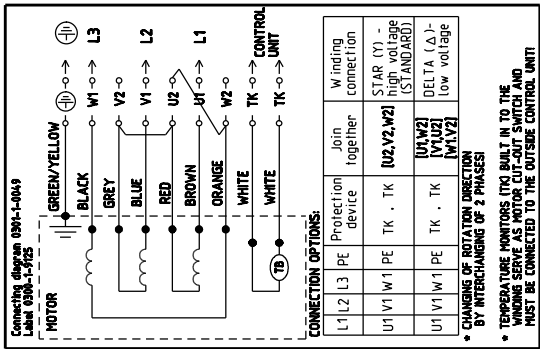 Connecting diagram 0301-1-0049
Label 0300-1-9125
MOTOR
GREEN/YELLOW
BLACK W1 L3
GREY V2
BLUE V1 L2
RED U2
BROWN U1 L1
ORANGE W2
WHITE TK CONTROL
WHITE TK UNIT
TB
CONNECTION OPTIONS:
L1 L2 L3 PE Protection device Join together Winding connection
U1 V1 W1 PE TK , TK [U2,V2,W2] STAR (Y) - high voltage (STANDARD)
U1 V1 W1 PE TK , TK [U1,W2] [V1,U2] [W1,V2] DELTA (Δ)- low voltage
* CHANGING OF ROTATION DIRECTION
BY INTERCHANGING OF 2 PHASES!
* TEMPERATURE MONITORS (TK) BUILT IN TO THE
WINDING SERVE AS MOTOR CUT-OUT SWITCH AND
MUST BE CONNECTED TO THE OUTSIDE CONTROL UNIT!